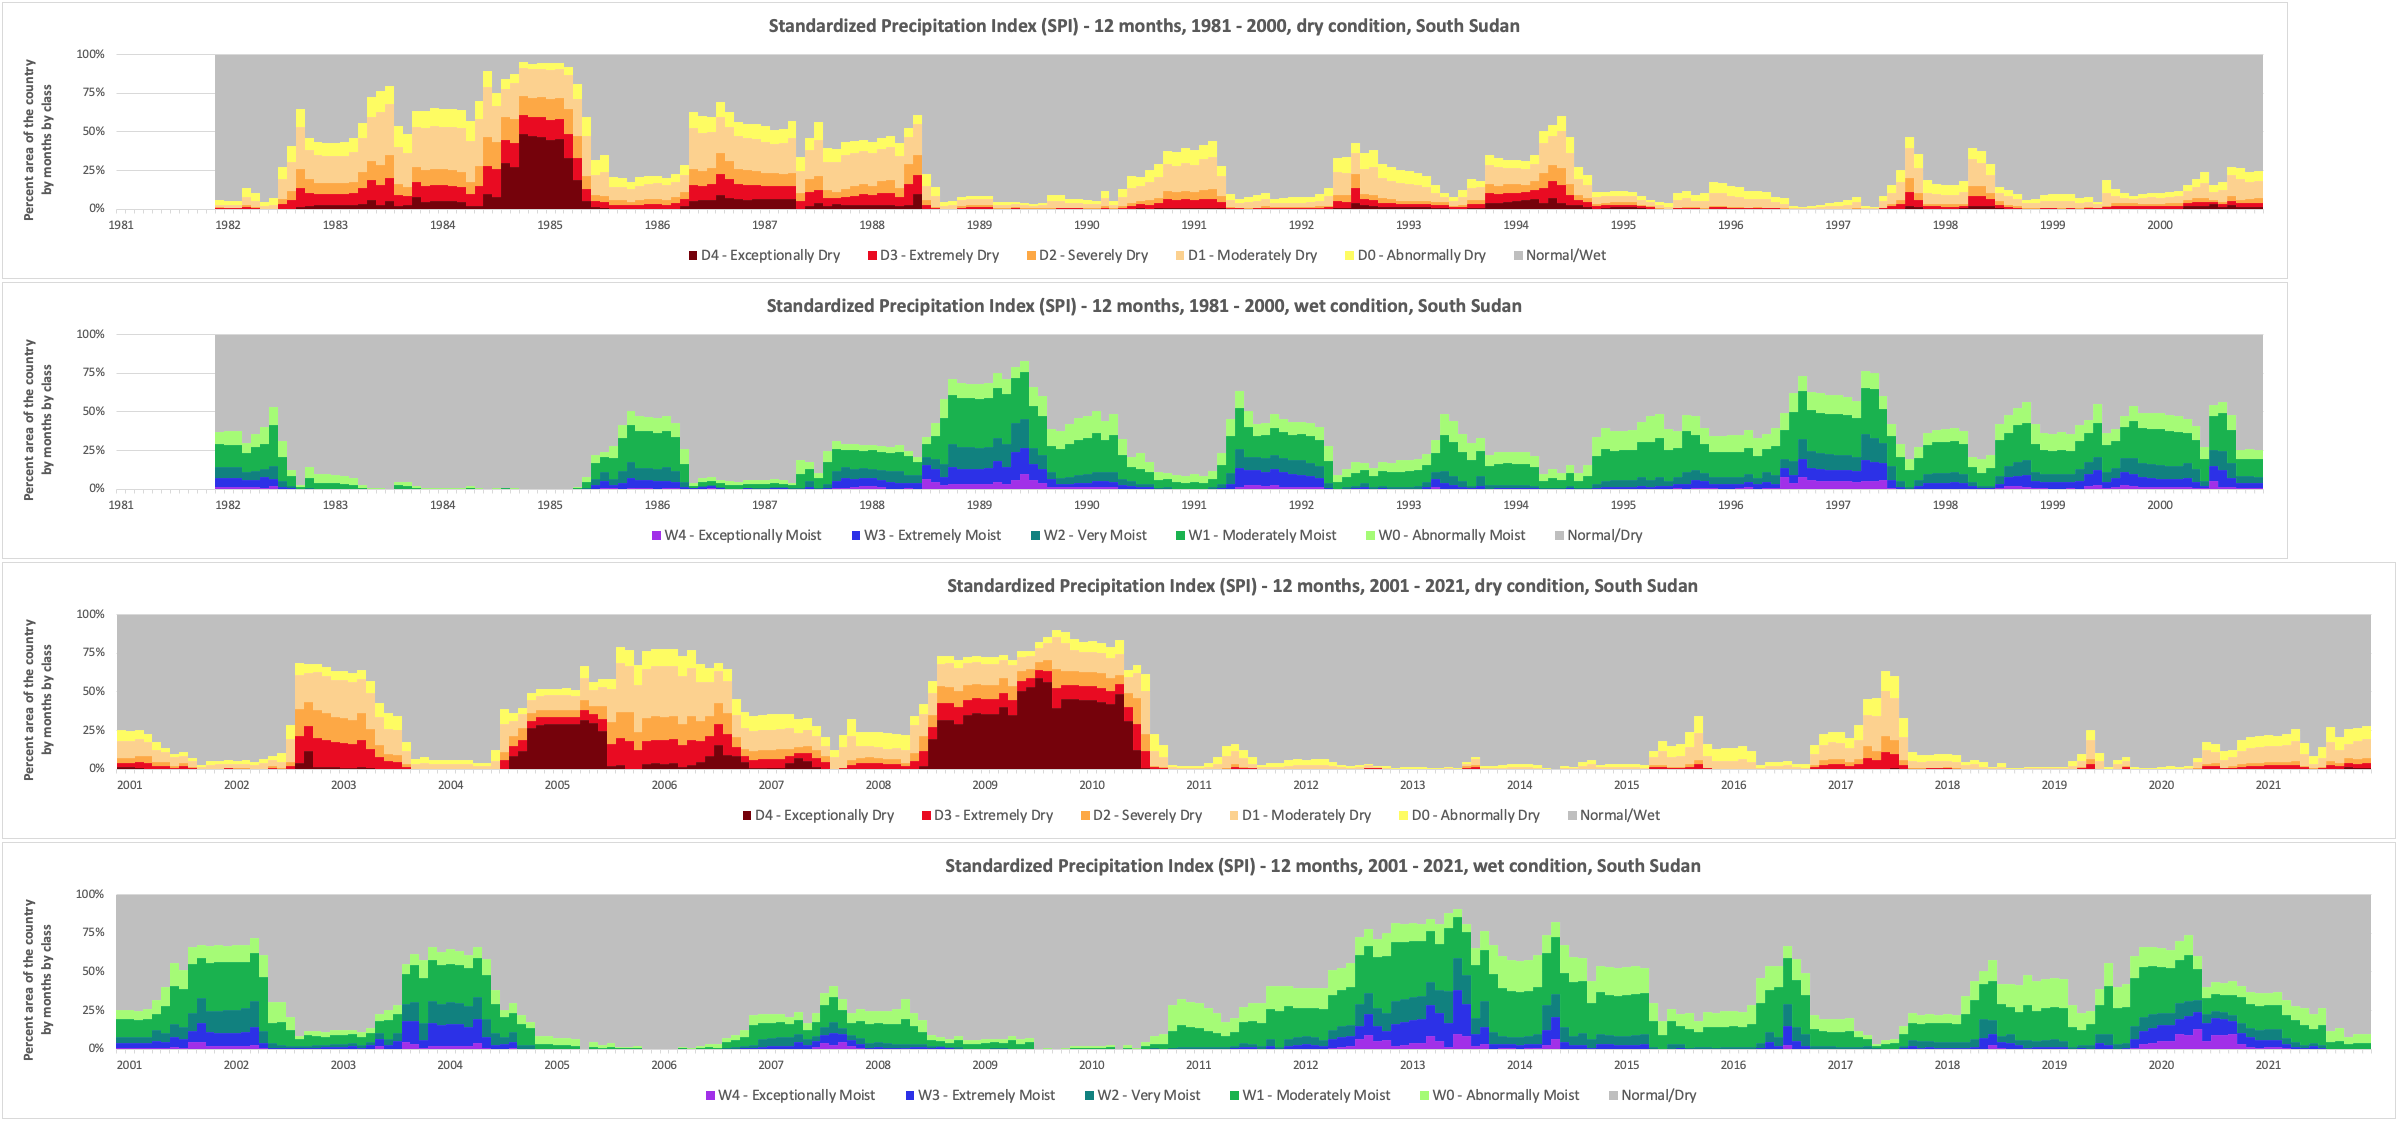 Standardized Precipitation Index (SPI) - 12 months, 1981 - 2000, dry condition, South Sudan
Percent area of the country
by months by class
100%
75%
50%
25%
0%
1981 1982 1983 1984 1985 1986 1987 1988 1989 1990 1991 1992 1993 1994 1995 1996 1997 1998 1999 2000
D4 - Exceptionally Dry D3 - Extremely Dry D2 - Severely Dry D1 - Moderately Dry D0 - Abnormally Dry Normal/Wet
Standardized Precipitation Index (SPI) - 12 months, 1981 - 2000, wet condition, South Sudan
Percent area of the country
by months by class
100%
75%
50%
25%
0%
1981 1982 1983 1984 1985 1986 1987 1988 1989 1990 1991 1992 1993 1994 1995 1996 1997 1998 1999 2000
W4 - Exceptionally Moist W3 - Extremely Moist W2 - Very Moist W1 - Moderately Moist W0 - Abnormally Moist Normal/Dry
Standardized Precipitation Index (SPI) - 12 months, 2001 - 2021, dry condition, South Sudan
Percent area of the country
by months by class
100%
75%
50%
25%
0%
2001 2002 2003 2004 2005 2006 2007 2008 2009 2010 2011 2012 2013 2014 2015 2016 2017 2018 2019 2020 2021
D4 - Exceptionally Dry D3 - Extremely Dry D2 - Severely Dry D1 - Moderately Dry D0 - Abnormally Dry Normal/Wet
Standardized Precipitation Index (SPI) - 12 months, 2001 - 2021, wet condition, South Sudan
Percent area of the country
by months by class
100%
75%
50%
25%
0%
2001 2002 2003 2004 2005 2006 2007 2008 2009 2010 2011 2012 2013 2014 2015 2016 2017 2018 2019 2020 2021
W4 - Exceptionally Moist W3 - Extremely Moist W2 - Very Moist W1 - Moderately Moist W0 - Abnormally Moist Normal/Dry